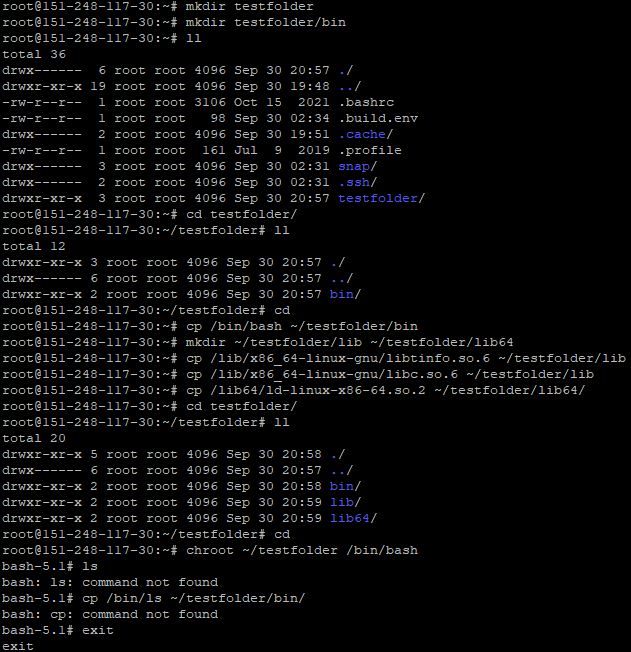 root@151-248-117-30:~# mkdir testfolder
root@151-248-117-30:~# mkdir testfolder/bin
root@151-248-117-30:~# ll
total 36
drwx------  6 root root 4096 Sep 30 20:57 ./
drwxr-xr-x 19 root root 4096 Sep 30 19:48 ../
-rw-r--r--  1 root root 3106 Oct 15  2021 .bashrc
-rw-r--r--  1 root root   98 Sep 30 02:34 .build.env
drwx------  2 root root 4096 Sep 30 19:51 .cache/
-rw-r--r--  1 root root  161 Jul  9  2019 .profile
drwx------  3 root root 4096 Sep 30 02:31 snap/
drwx------  2 root root 4096 Sep 30 02:31 .ssh/
drwxr-xr-x  3 root root 4096 Sep 30 20:57 testfolder/
root@151-248-117-30:~# cd testfolder/
root@151-248-117-30:~/testfolder# ll
total 12
drwxr-xr-x 3 root root 4096 Sep 30 20:57 ./
drwx------ 6 root root 4096 Sep 30 20:57 ../
drwxr-xr-x 2 root root 4096 Sep 30 20:57 bin/
root@151-248-117-30:~/testfolder# cd
root@151-248-117-30:~# cp /bin/bash ~/testfolder/bin
root@151-248-117-30:~# mkdir ~/testfolder/lib ~/testfolder/lib64
root@151-248-117-30:~# cp /lib/x86_64-linux-gnu/libtinfo.so.6 ~/testfolder/lib
root@151-248-117-30:~# cp /lib/x86_64-linux-gnu/libc.so.6 ~/testfolder/lib
root@151-248-117-30:~# cp /lib64/ld-linux-x86-64.so.2 ~/testfolder/lib64/
root@151-248-117-30:~# cd testfolder/
root@151-248-117-30:~/testfolder# ll
total 20
drwxr-xr-x 5 root root 4096 Sep 30 20:58 ./
drwx------ 6 root root 4096 Sep 30 20:57 ../
drwxr-xr-x 2 root root 4096 Sep 30 20:58 bin/
drwxr-xr-x 2 root root 4096 Sep 30 20:59 lib/
drwxr-xr-x 2 root root 4096 Sep 30 20:59 lib64/
root@151-248-117-30:~/testfolder# cd
root@151-248-117-30:~# chroot ~/testfolder /bin/bash
bash-5.1# ls
bash: ls: command not found
bash-5.1# cp /bin/ls ~/testfolder/bin/
bash: cp: command not found
bash-5.1# exit
exit